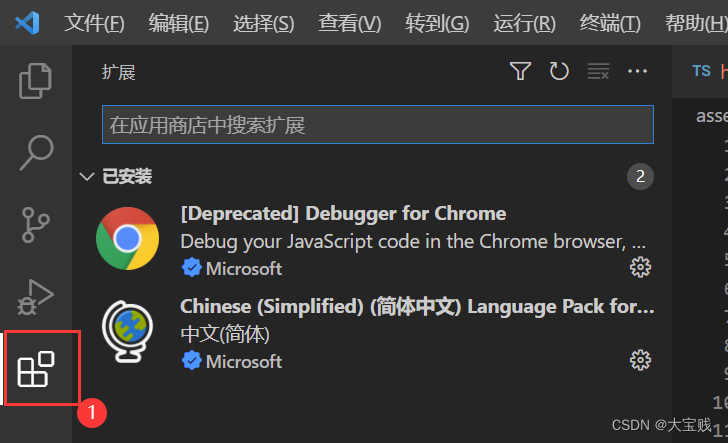 文件(F) 编辑(E) 选择(S) 查看(V) 转到(G) 运行(R) 终端(T) 帮助(H)
扩展
TS h
在应用商店中搜索扩展
asse
已安装 2
[Deprecated] Debugger for Chrome
Debug your JavaScript code in the Chrome browser, ...
Microsoft
Chinese (Simplified) (简体中文) Language Pack for...
中文(简体)
Microsoft
1
2
3
4
5
6
7
8
9
10
11
1
CSDN @大宝贱